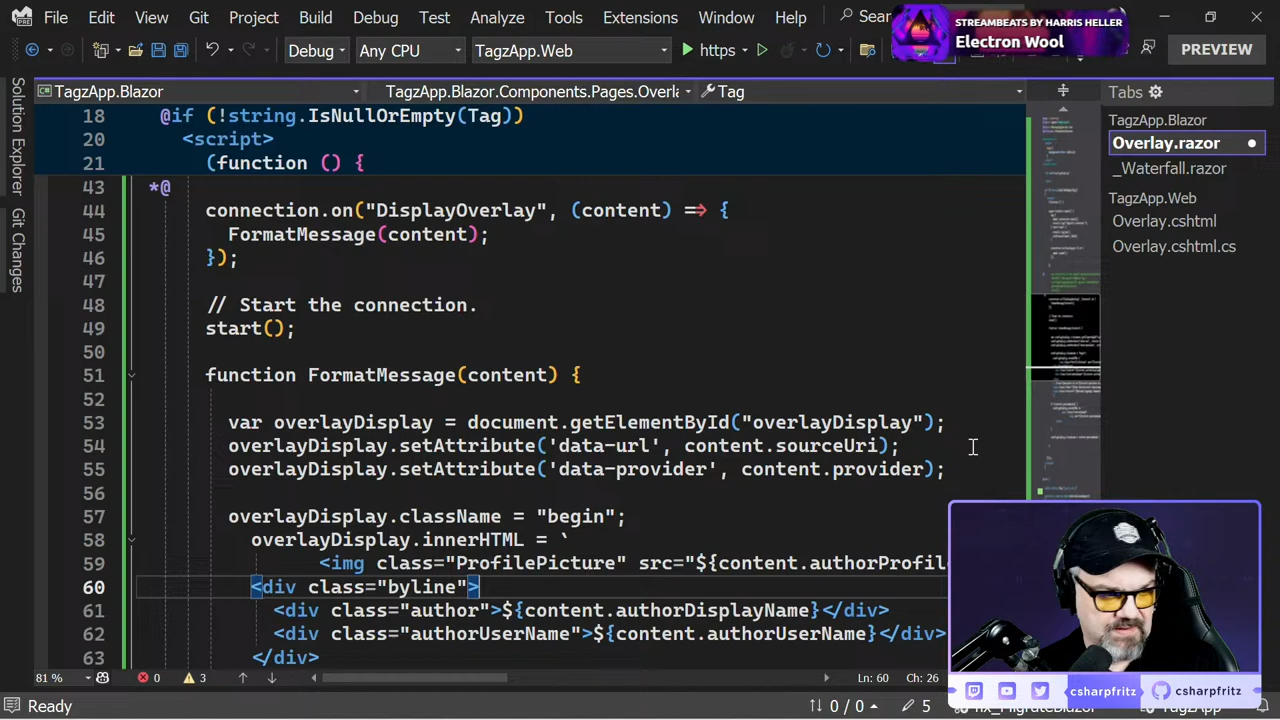 File Edit View Git Project Build Debug Test Analyze Tools Extensions Window Help
STREAMBEATS BY HARRIS HELLER
Electron Wool
Debug Any CPU TagzApp.Web https PREVIEW
Solution Explorer
Git Changes
TagzApp.Blazor TagzApp.Blazor.Components.Pages.Overla Tag
18 @if (!string.IsNullOrEmpty(Tag))
20 <script>
21 (function () {
43 *@
44 connection.on("DisplayOverlay", (content) => {
45 FormatMessage(content);
46 });
48 // Start the connection.
49 start();
50
51 function FormatMessage(content) {
52
53 var overlayDisplay = document.getElementById("overlayDisplay");
54 overlayDisplay.setAttribute('data-url', content.sourceUri);
55 overlayDisplay.setAttribute('data-provider', content.provider);
56
57 overlayDisplay.className = "begin";
58 overlayDisplay.innerHTML = `
59 <img class="ProfilePicture" src="${content.authorProfile
60 <div class="byline">
61 <div class="author">${content.authorDisplayName}</div>
62 <div class="authorUserName">${content.authorUserName}</div>
63 </div>
Tabs
TagzApp.Blazor
Overlay.razor
_Waterfall.razor
TagzApp.Web
Overlay.cshtml
Overlay.cshtml.cs
81 % 0 3 Ln: 60 Ch: 26
csharpfritz csharpfritz
Ready 0 / 0 5 TagzApp